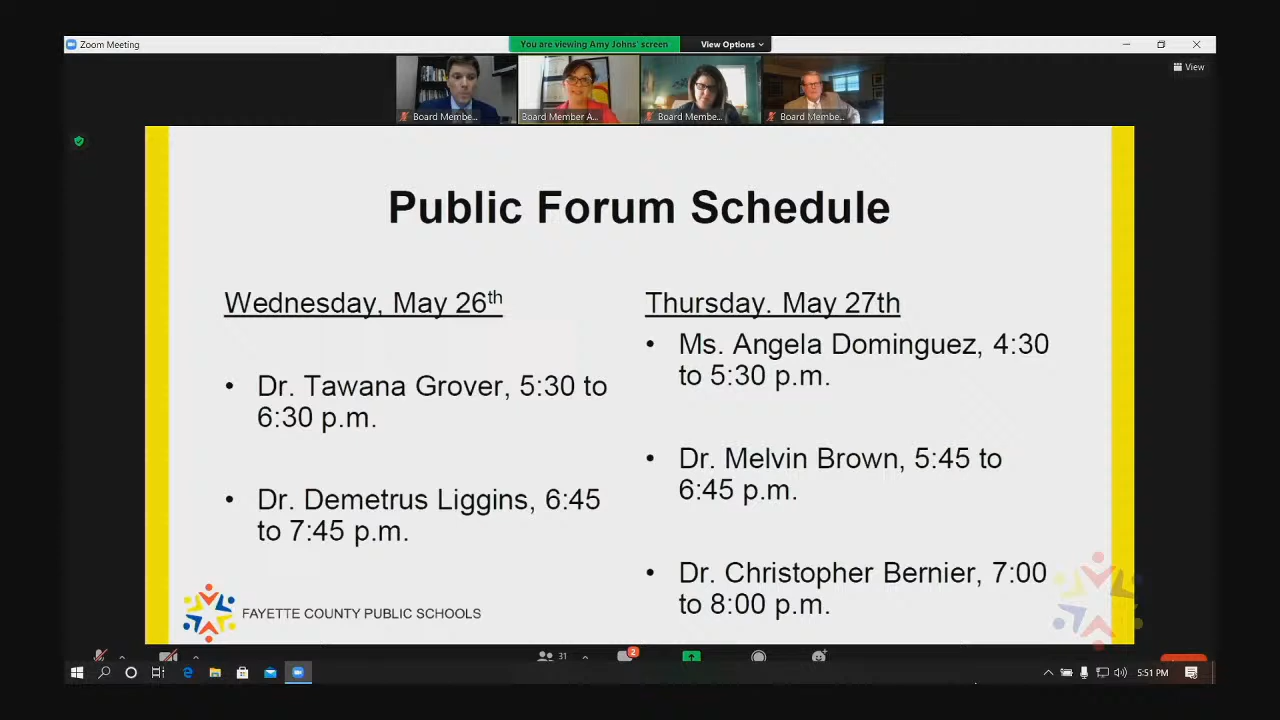 Zoom Meeting
You are viewing Amy Johns' screen
View Options
View
Board Membe...
Board Member A...
Board Membe...
Board Membe...
Public Forum Schedule
Wednesday, May 26th
• Dr. Tawana Grover, 5:30 to
6:30 p.m.
• Dr. Demetrus Liggins, 6:45
to 7:45 p.m.
Thursday. May 27th
• Ms. Angela Dominguez, 4:30
to 5:30 p.m.
• Dr. Melvin Brown, 5:45 to
6:45 p.m.
• Dr. Christopher Bernier, 7:00
to 8:00 p.m.
FAYETTE COUNTY PUBLIC SCHOOLS
31
2
5:51 PM